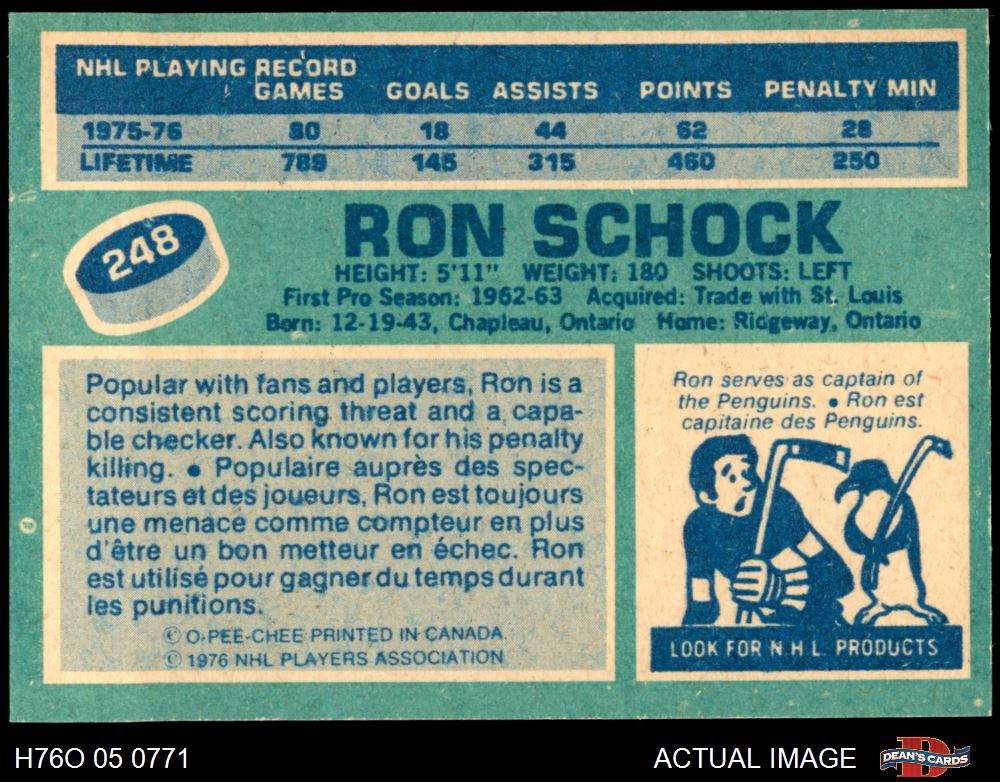 NHL PLAYING RECORD
GAMES GOALS ASSISTS POINTS PENALTY MIN
1975-76 80 18 44 62 28
LIFETIME 789 145 315 460 250
248
RON SCHOCK
HEIGHT: 5'11" WEIGHT: 180 SHOOTS: LEFT
First Pro Season: 1962-63 Acquired: Trade with St. Louis
Born: 12-19-43, Chapleau, Ontario Home: Ridgeway, Ontario
Popular with fans and players, Ron is a
consistent scoring threat and a capa-
ble checker. Also known for his penalty
killing. • Populaire auprès des spec-
tateurs et des joueurs, Ron est toujours
une menace comme compteur en plus
d'être un bon metteur en échec. Ron
est utilisé pour gagner du temps durant
les punitions.
© O-PEE-CHEE PRINTED IN CANADA.
© 1976 NHL PLAYERS ASSOCIATION
Ron serves as captain of
the Penguins. • Ron est
capitaine des Penguins.
LOOK FOR N H L PRODUCTS
H76O 05 0771
ACTUAL IMAGE
D
DEAN'S CARDS